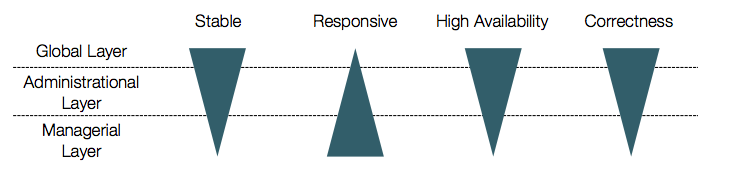 Stable Responsive High Availability Correctness
Global Layer
Administrational
Layer
Managerial
Layer